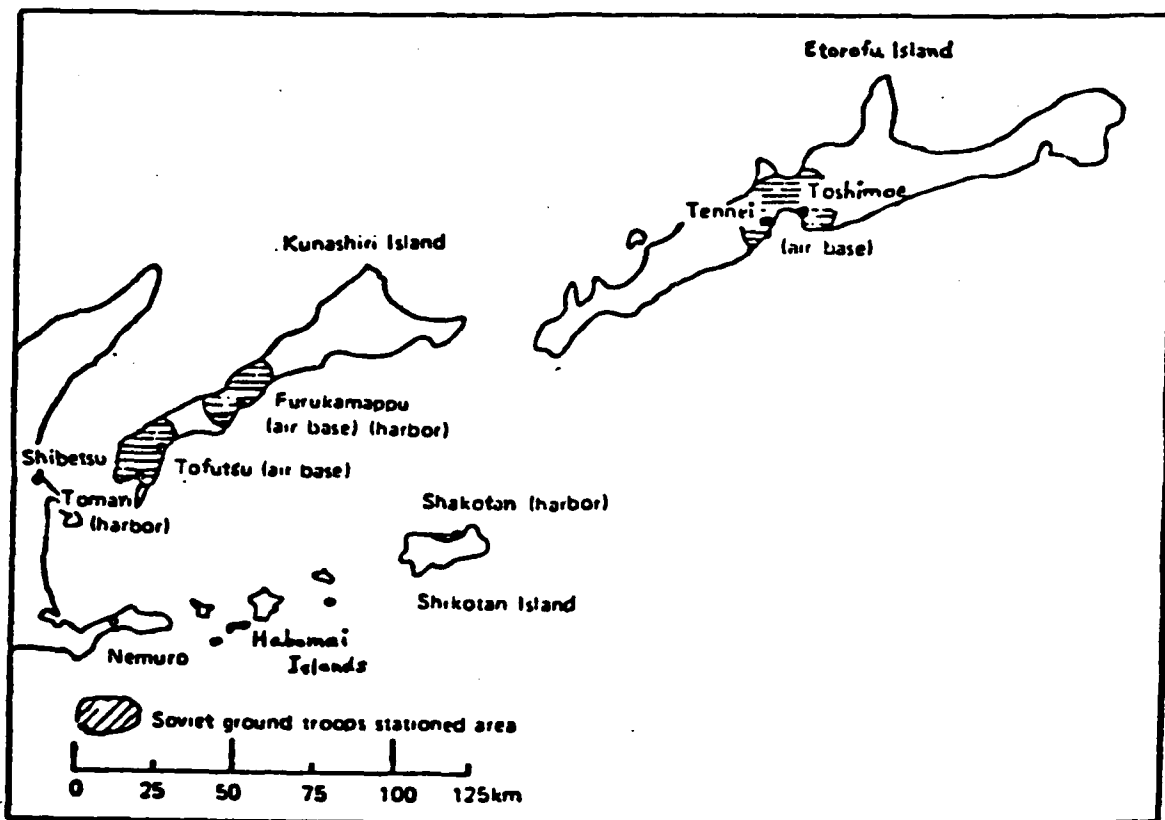 Etorofu Island
Toshimoe
Tennei
(air base)
Kunashiri Island
Furukamappu
(air base) (harbor)
Shibetsu
Tofutsu (air base)
Tomari
(harbor)
Shakotan (harbor)
Shikotan Island
Habomai
Islands
Nemuro
Soviet ground troops stationed area
0 25 50 75 100 125km